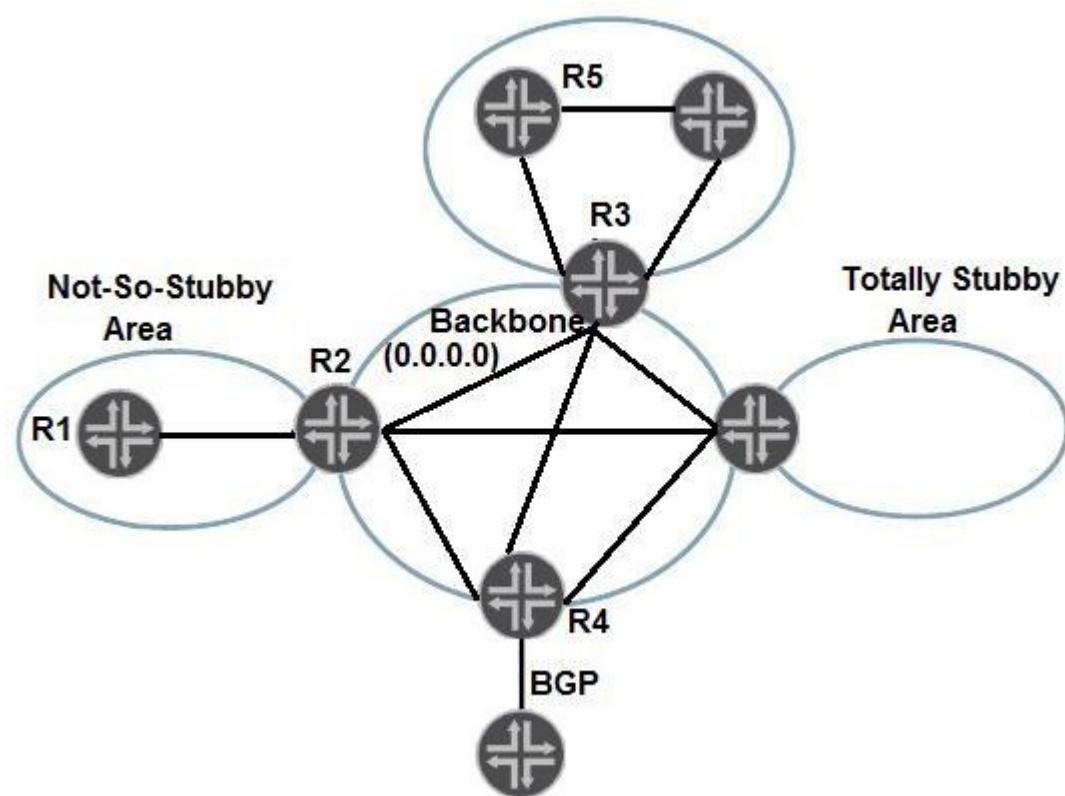 R5
R3
Not-So-Stubby
Area
Totally Stubby
Area
Backbone
(0.0.0.0)
R2
R1
R4
BGP